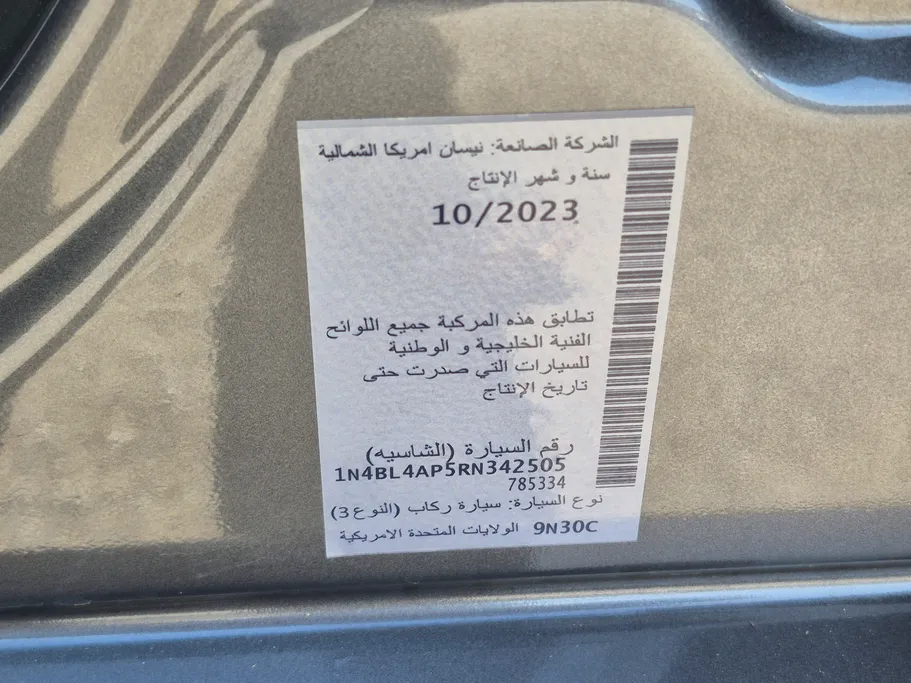 الشركة الصانعة: نيسان امريكا الشمالية
سنة و شهر الإنتاج
10/2023
تطابق هذه المركبة جميع اللوائح
الفنية الخليجية و الوطنية
للسيارات التي صدرت حتى
تاريخ الإنتاج
رقم السيارة (الشاسيه)
1N4BL4AP5RN342505
785334
نوع السيارة: سيارة ركاب (النوع 3)
9N30C الولايات المتحدة الامريكية